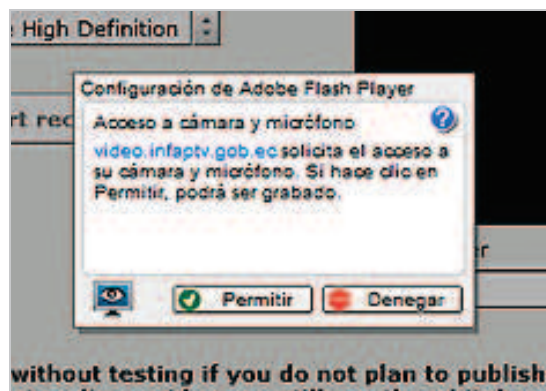 High Definition
Configuración de Adobe Flash Player
rt rec
Acceso a cámara y micrófono
video.infaptv.gob.ec solicita el acceso a
su cámara y micrófono. Si hace clic en
Permitir, podrá ser grabado.
Permitir
Denegar
without testing if you do not plan to publish